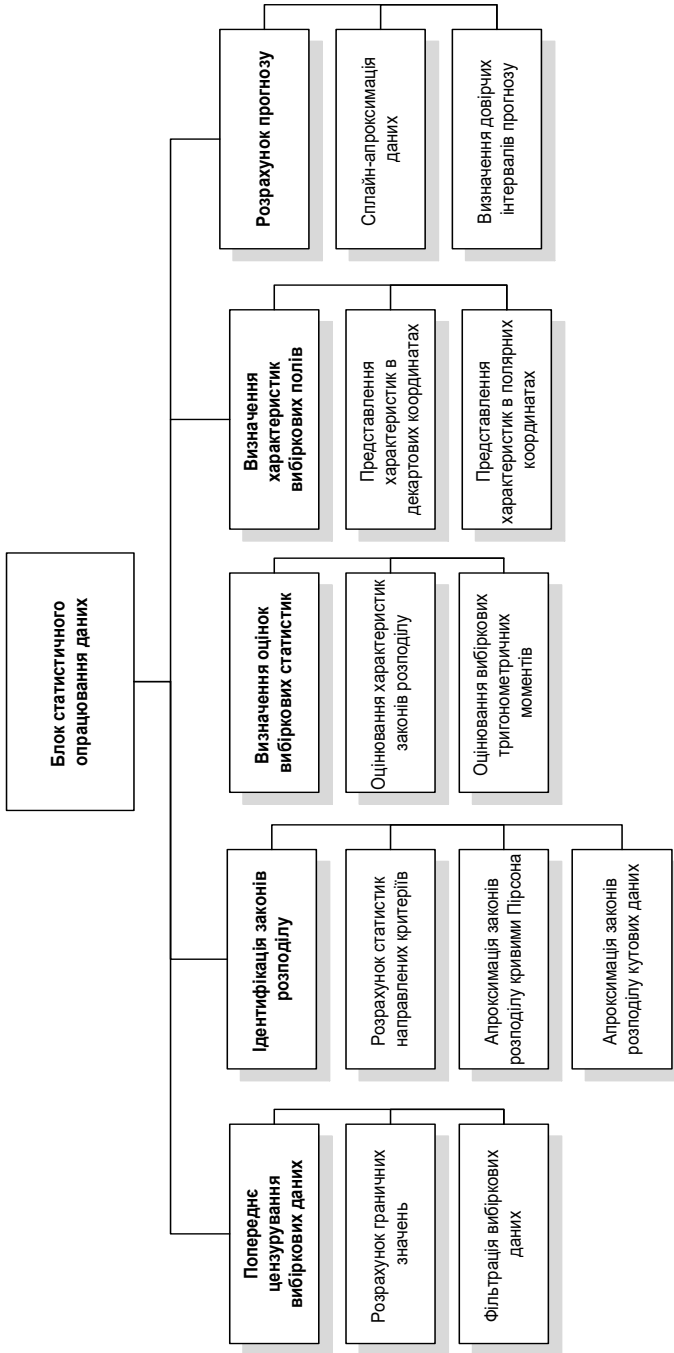 Блок статистичного
опрацювання даних
Попереднє
цензурування
вибіркових даних
Розрахунок граничних
значень
Фільтрація вибіркових
даних
Ідентифікація законів
розподілу
Розрахунок статистик
направлених критеріїв
Апроксимація законів
розподілу кривими Пірсона
Апроксимація законів
розподілу кутових даних
Визначення оцінок
вибіркових статистик
Оцінювання характеристик
законів розподілу
Оцінювання вибіркових
тригонометричних
моментів
Визначення
характеристик
вибіркових полів
Представлення
характеристик в
декартових координатах
Представлення
характеристик в полярних
координатах
Розрахунок прогнозу
Сплайн-апроксимація
даних
Визначення довірчих
інтервалів прогнозу